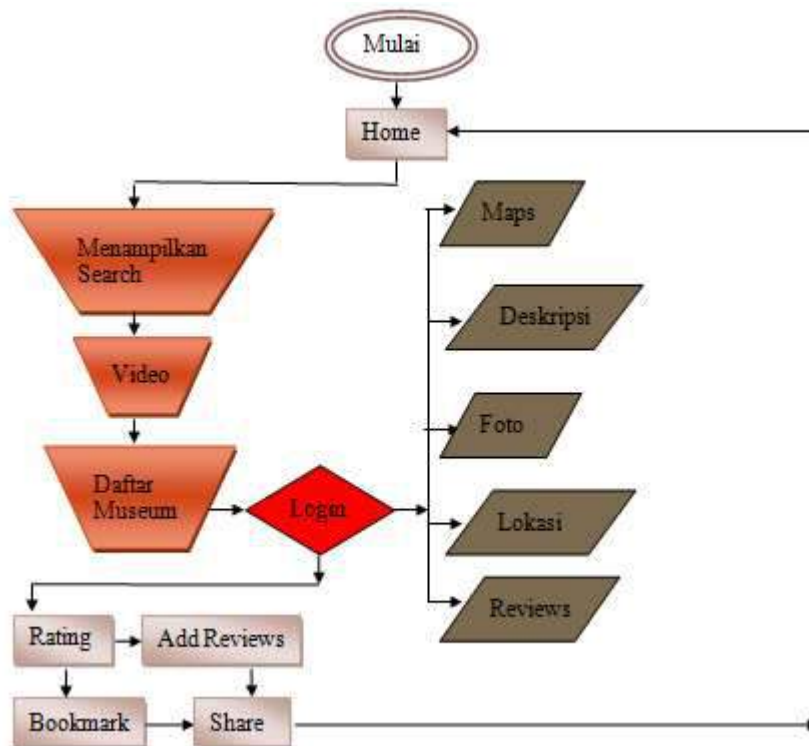 Mulai
Home
Menampilkan
Search
Video
Daftar
Museum
Login
Maps
Deskripsi
Foto
Lokasi
Reviews
Rating
Add Reviews
Bookmark
Share